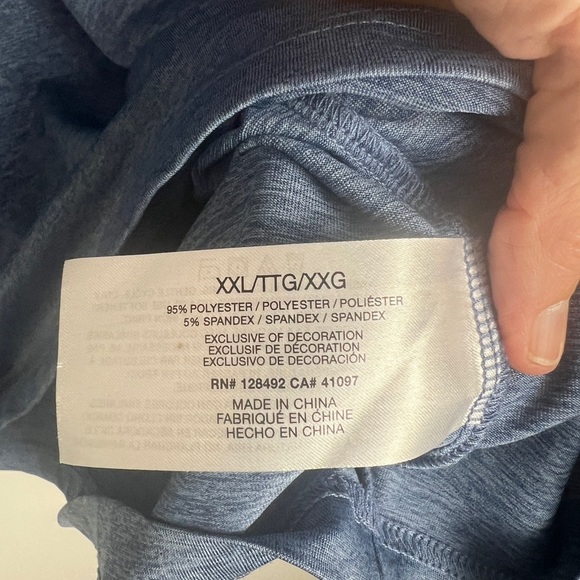 XXL/TTG/XXG
95% POLYESTER / POLYESTER / POLIÉSTER
5% SPANDEX / SPANDEX / SPANDEX
EXCLUSIVE OF DECORATION
EXCLUSIF DE DÉCORATION
EXCLUSIVO DE DECORACIÓN
RN# 128492 CA# 41097
MADE IN CHINA
FABRIQUÉ EN CHINE
HECHO EN CHINA